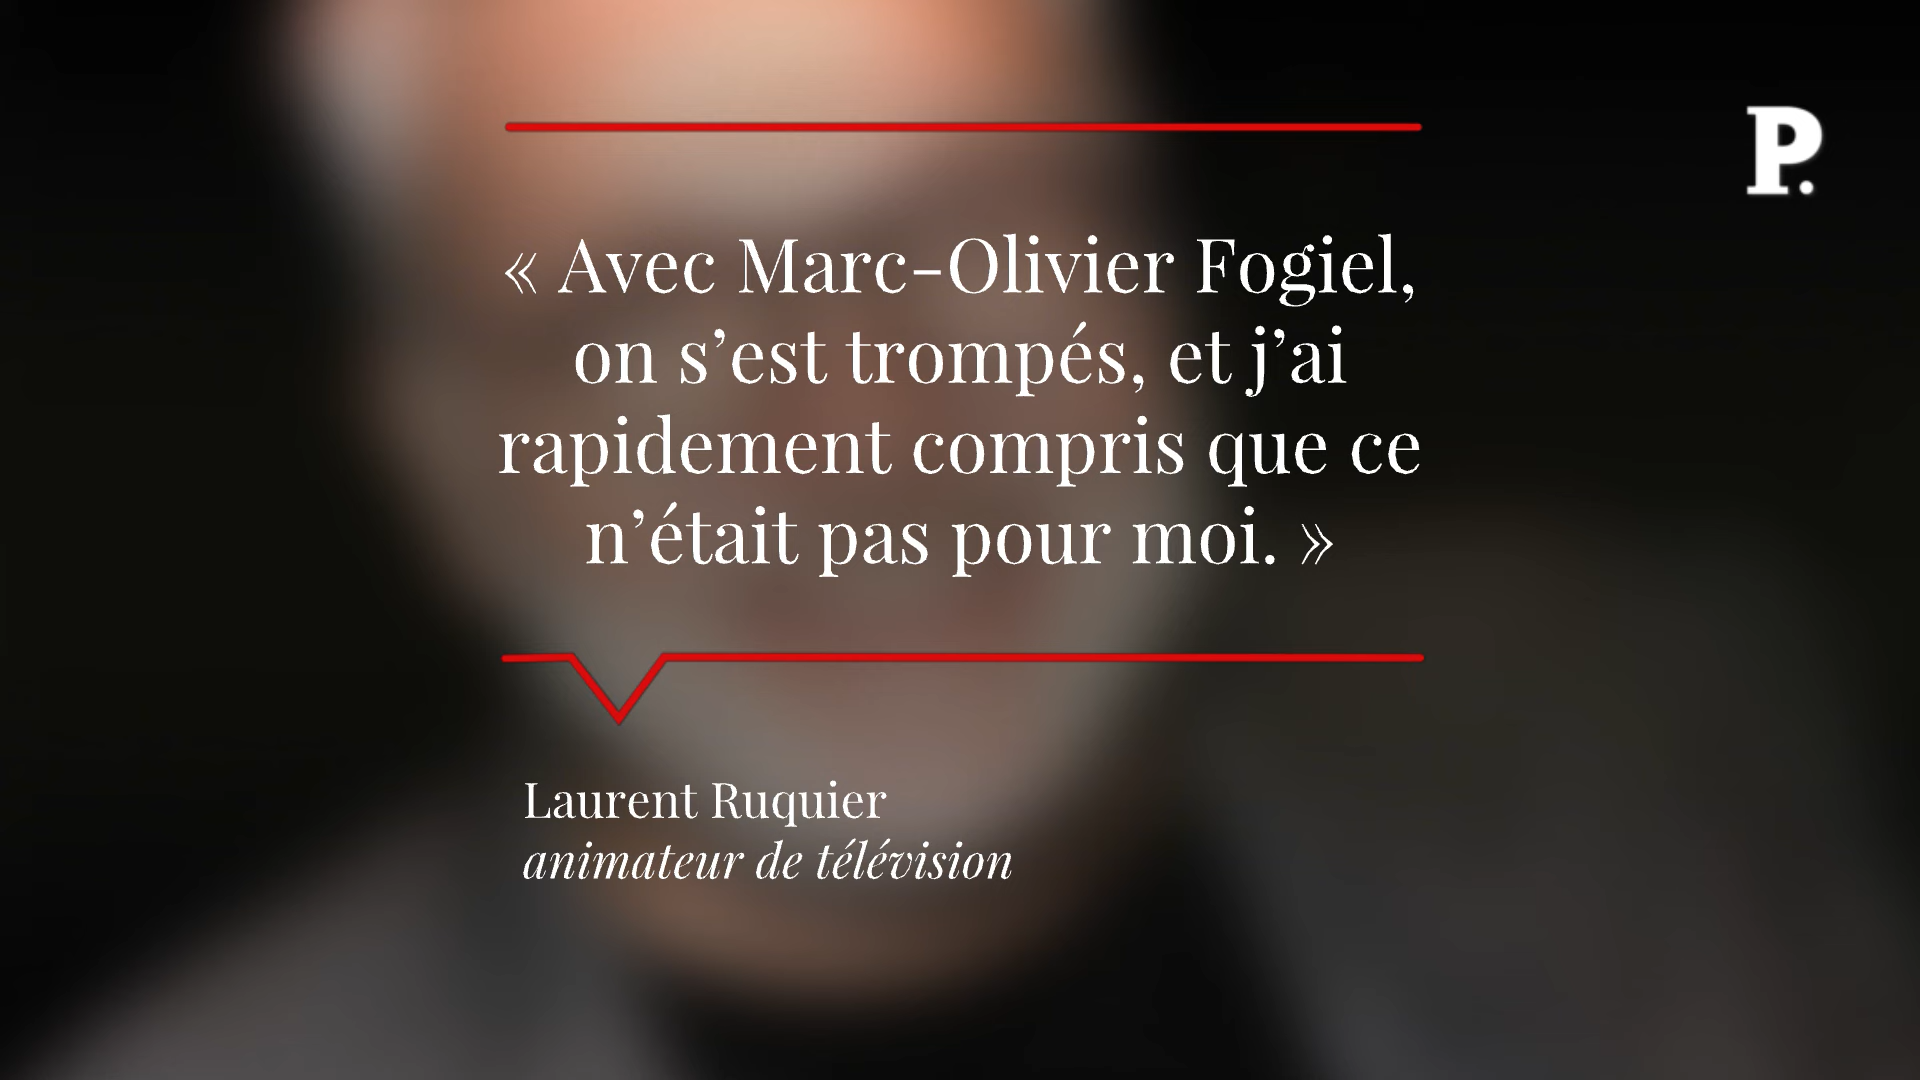 P.
« Avec Marc-Olivier Fogiel,
on s’est trompés, et j’ai
rapidement compris que ce
n’était pas pour moi. »
Laurent Ruquier
animateur de télévision